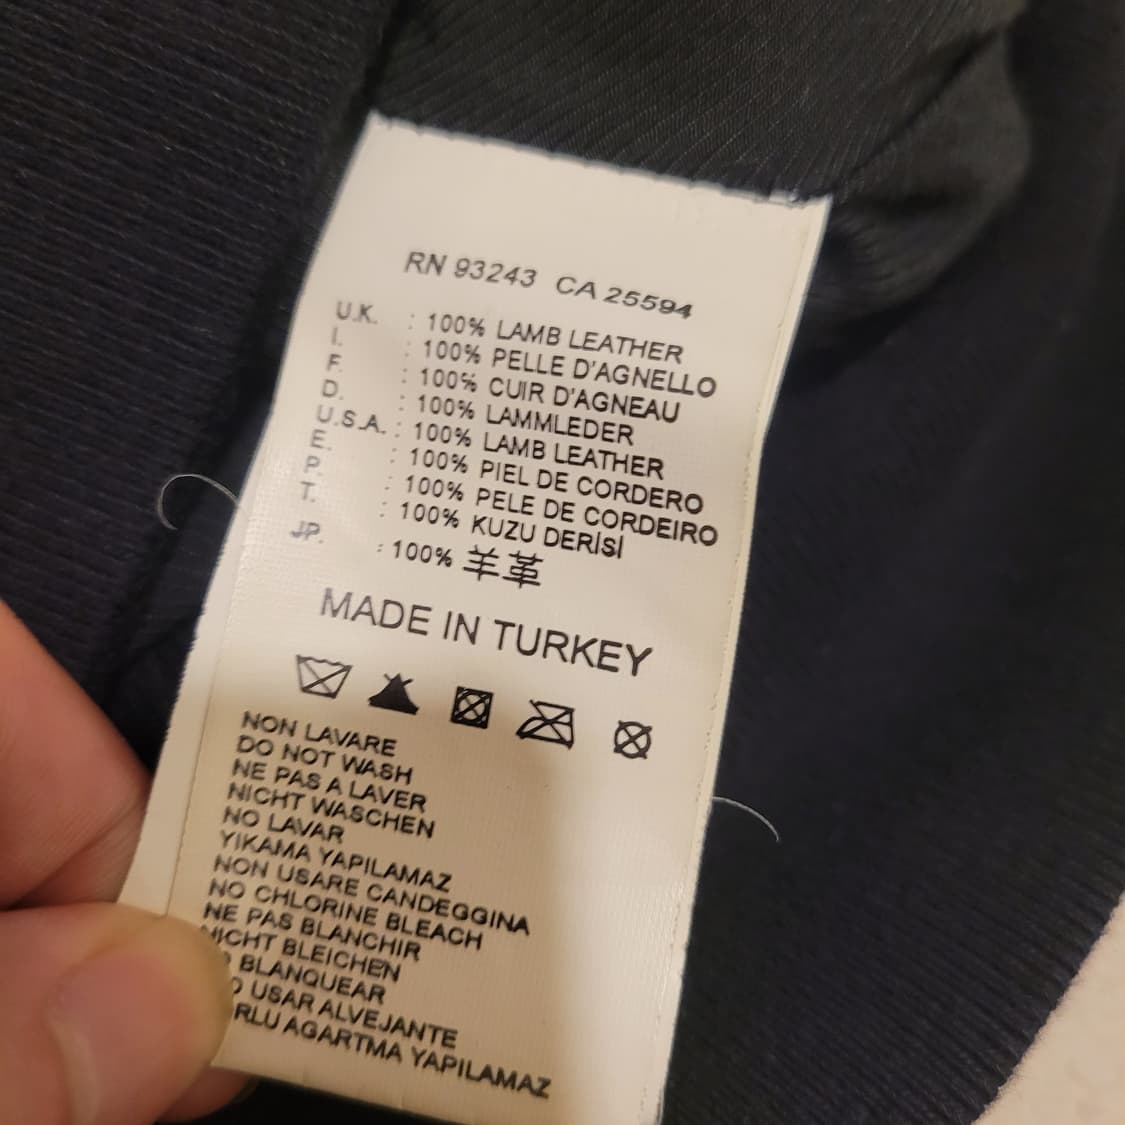 RN 93243 CA 25594
U.K. : 100% LAMB LEATHER
I. : 100% PELLE D'AGNELLO
F. : 100% CUIR D'AGNEAU
D. : 100% LAMMLEDER
U.S.A. : 100% LAMB LEATHER
E. : 100% PIEL DE CORDERO
P. : 100% PELE DE CORDEIRO
T. : 100% KUZU DERİSİ
JP. : 100% 羊革
MADE IN TURKEY
NON LAVARE
DO NOT WASH
NE PAS A LAVER
NICHT WASCHEN
NO LAVAR
YIKAMA YAPILAMAZ
NON USARE CANDEGGINA
NO CHLORINE BLEACH
NE PAS BLANCHIR
NICHT BLEICHEN
BLANQUEAR
USAR ALVEJANTE
AGARTMA YAPILAMAZ